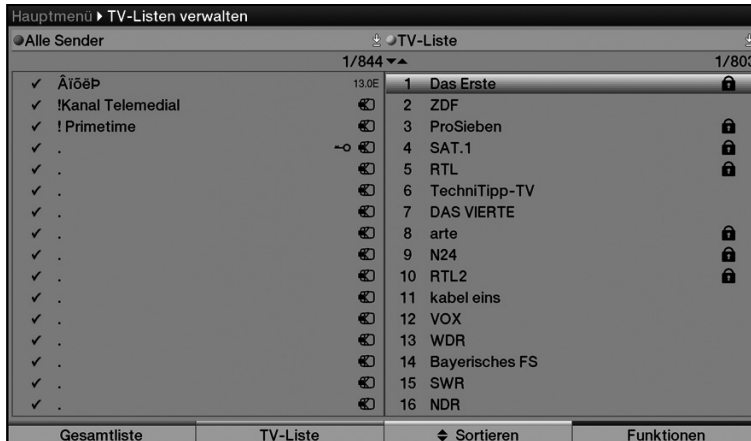 Hauptmenü TV-Listen verwalten
Alle Sender
1/844
✔ ÂïõëÞ 13.0E
✔ !Kanal Telemedial
✔ ! Primetime
✔ .
✔ .
✔ .
✔ .
✔ .
✔ .
✔ .
✔ .
✔ .
✔ .
✔ .
✔ .
✔ .
TV-Liste
1/803
1 Das Erste
2 ZDF
3 ProSieben
4 SAT.1
5 RTL
6 TechniTipp-TV
7 DAS VIERTE
8 arte
9 N24
10 RTL2
11 kabel eins
12 VOX
13 WDR
14 Bayerisches FS
15 SWR
16 NDR
Gesamtliste
TV-Liste
Sortieren
Funktionen